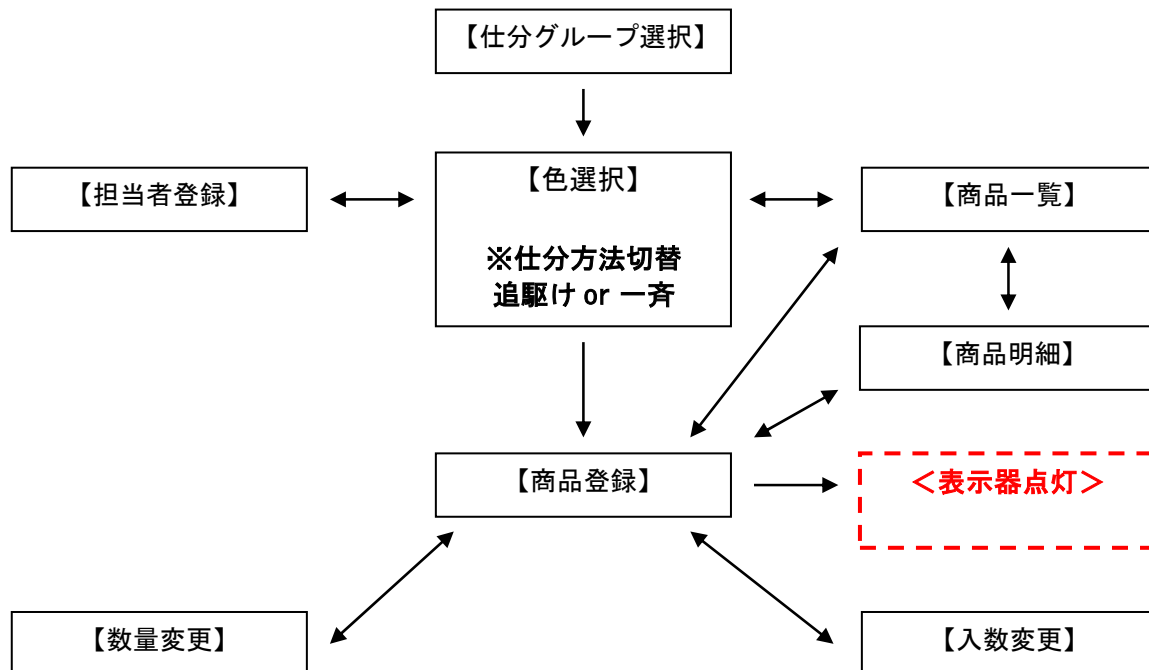 【仕分グループ選択】
【担当者登録】
【色選択】
※仕分方法切替
追駆け or 一斉
【商品一覧】
【商品明細】
【商品登録】
＜表示器点灯＞
【数量変更】
【入数変更】